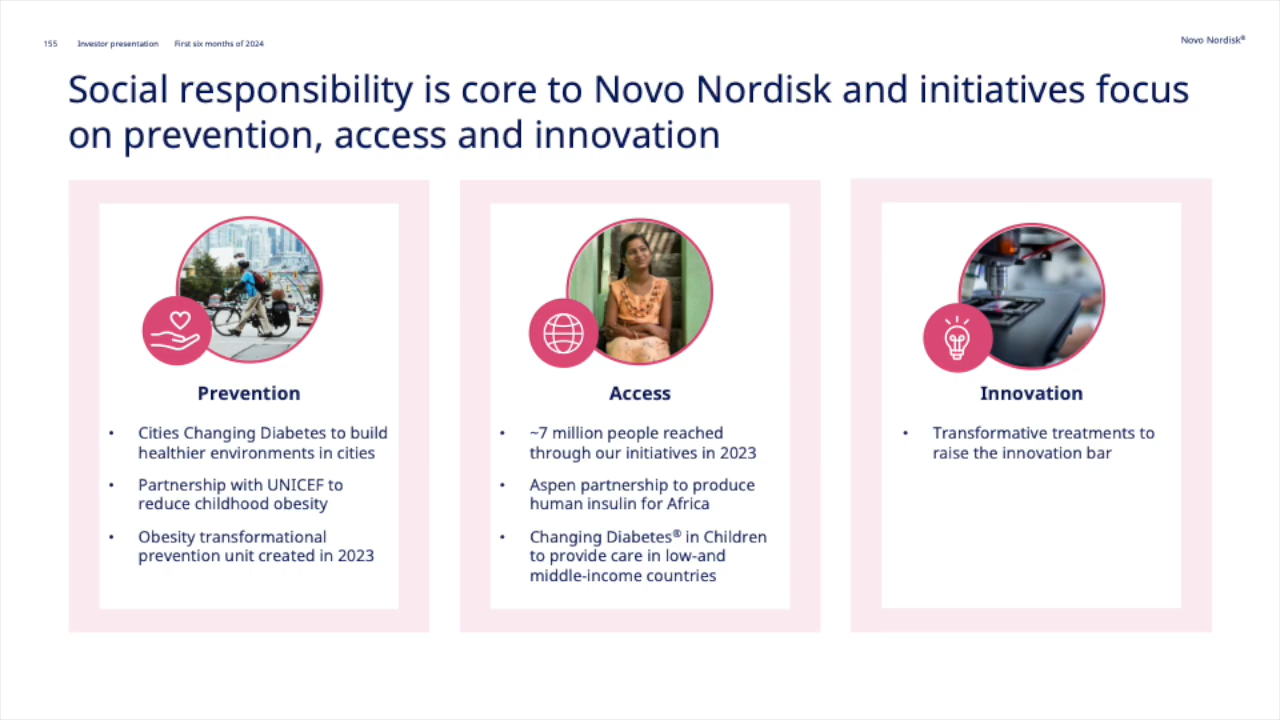 155 Investor presentation First six months of 2024
Novo Nordisk®
Social responsibility is core to Novo Nordisk and initiatives focus
on prevention, access and innovation
Prevention
• Cities Changing Diabetes to build
healthier environments in cities
• Partnership with UNICEF to
reduce childhood obesity
• Obesity transformational
prevention unit created in 2023
Access
• ~7 million people reached
through our initiatives in 2023
• Aspen partnership to produce
human insulin for Africa
• Changing Diabetes® in Children
to provide care in low-and
middle-income countries
Innovation
• Transformative treatments to
raise the innovation bar